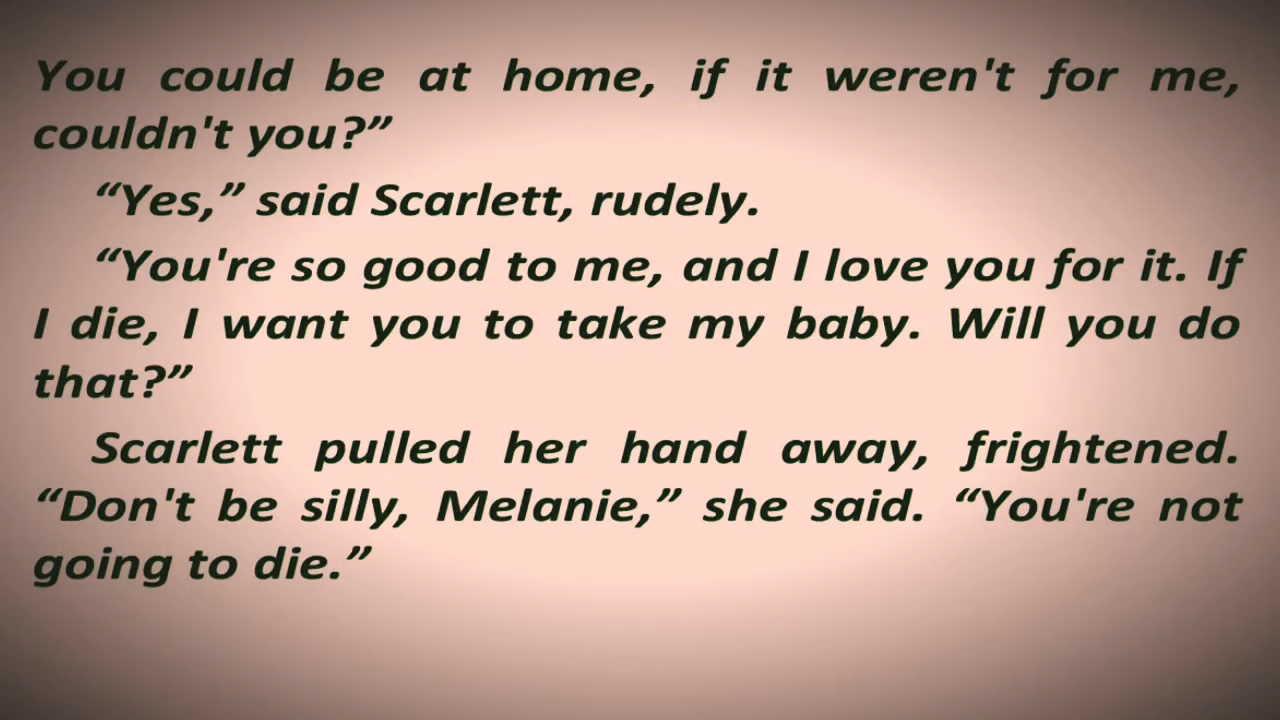 You could be at home, if it weren't for me,
couldn't you?”
“Yes,” said Scarlett, rudely.
“You're so good to me, and I love you for it. If
I die, I want you to take my baby. Will you do
that?”
Scarlett pulled her hand away, frightened.
“Don't be silly, Melanie,” she said. “You're not
going to die.”